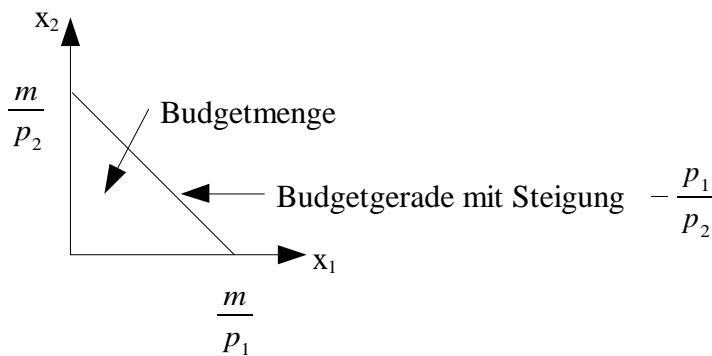 x₂
m/p₂
Budgetmenge
Budgetgerade mit Steigung − p₁/p₂
x₁
m/p₁